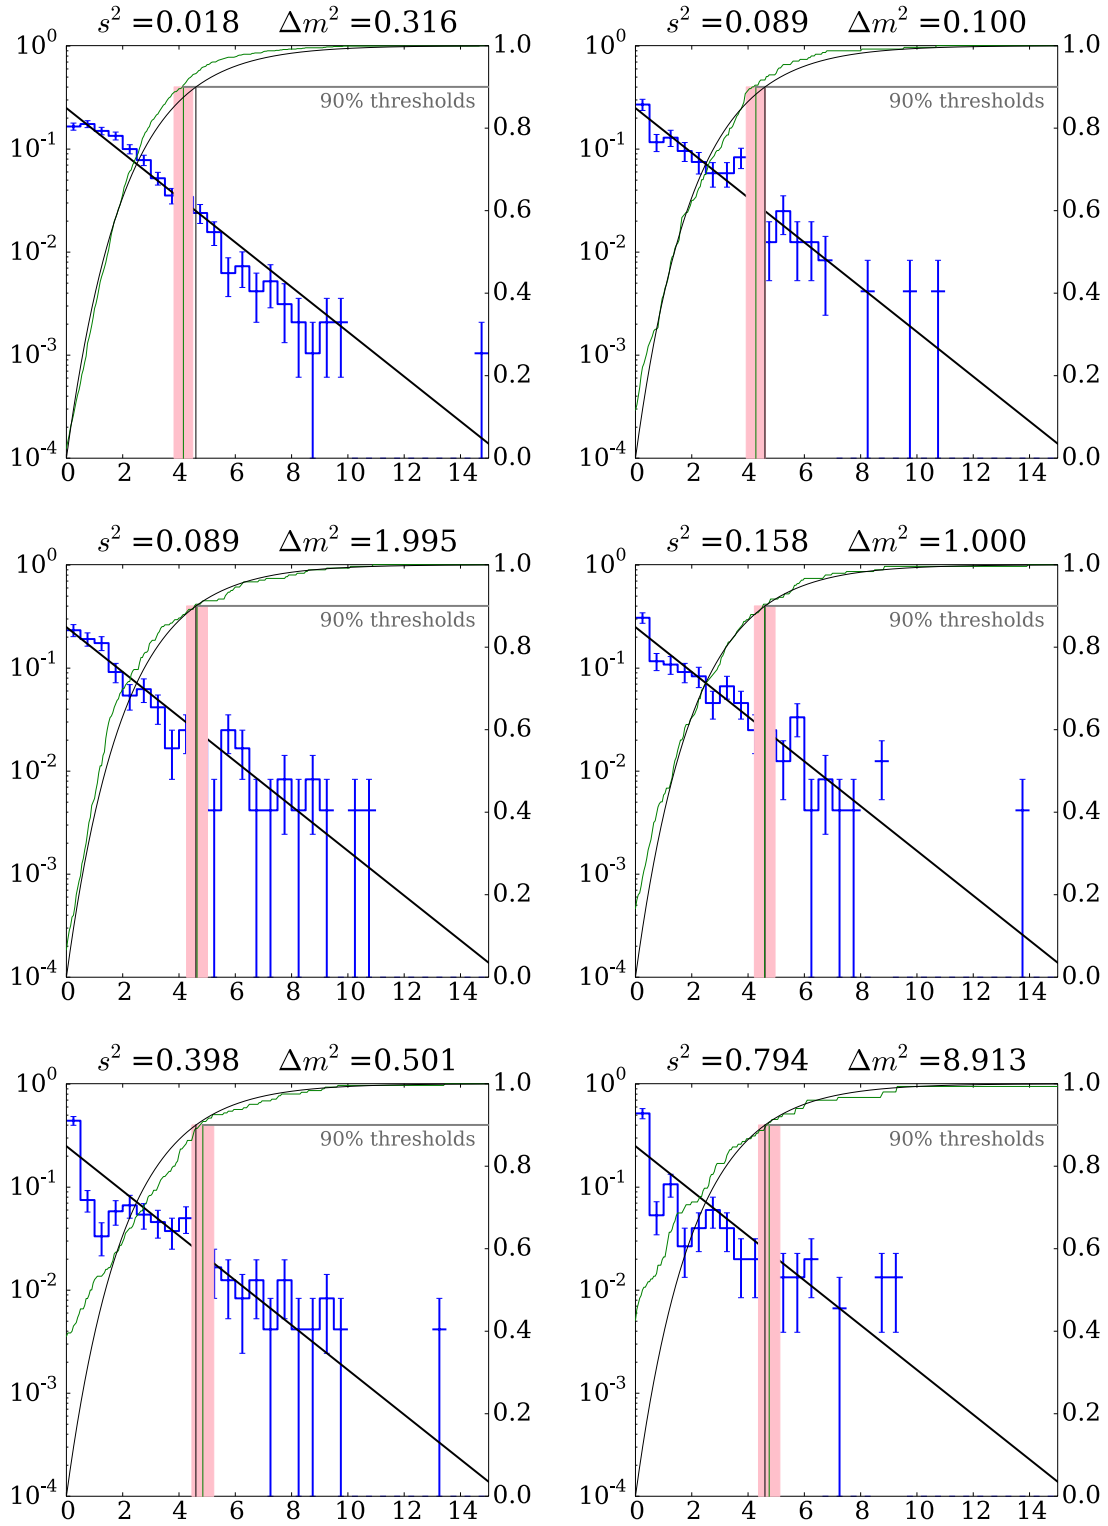 s² =0.018 Δm² =0.316
10⁰ 1.0
90% thresholds
10⁻¹ 0.8
0.6
10⁻² 0.4
10⁻³ 0.2
10⁻⁴ 0.0
0 2 4 6 8 10 12 14
s² =0.089 Δm² =0.100
10⁰ 1.0
90% thresholds
10⁻¹ 0.8
0.6
10⁻² 0.4
10⁻³ 0.2
10⁻⁴ 0.0
0 2 4 6 8 10 12 14
s² =0.089 Δm² =1.995
10⁰ 1.0
90% thresholds
10⁻¹ 0.8
0.6
10⁻² 0.4
10⁻³ 0.2
10⁻⁴ 0.0
0 2 4 6 8 10 12 14
s² =0.158 Δm² =1.000
10⁰ 1.0
90% thresholds
10⁻¹ 0.8
0.6
10⁻² 0.4
10⁻³ 0.2
10⁻⁴ 0.0
0 2 4 6 8 10 12 14
s² =0.398 Δm² =0.501
10⁰ 1.0
90% thresholds
10⁻¹ 0.8
0.6
10⁻² 0.4
10⁻³ 0.2
10⁻⁴ 0.0
0 2 4 6 8 10 12 14
s² =0.794 Δm² =8.913
10⁰ 1.0
90% thresholds
10⁻¹ 0.8
0.6
10⁻² 0.4
10⁻³ 0.2
10⁻⁴ 0.0
0 2 4 6 8 10 12 14